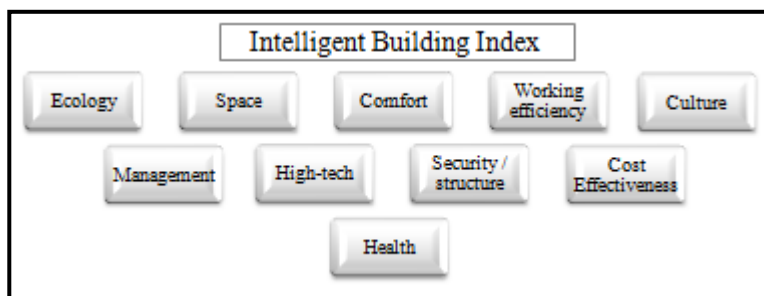 Intelligent Building Index
Ecology
Space
Comfort
Working
efficiency
Culture
Management
High-tech
Security /
structure
Cost
Effectiveness
Health